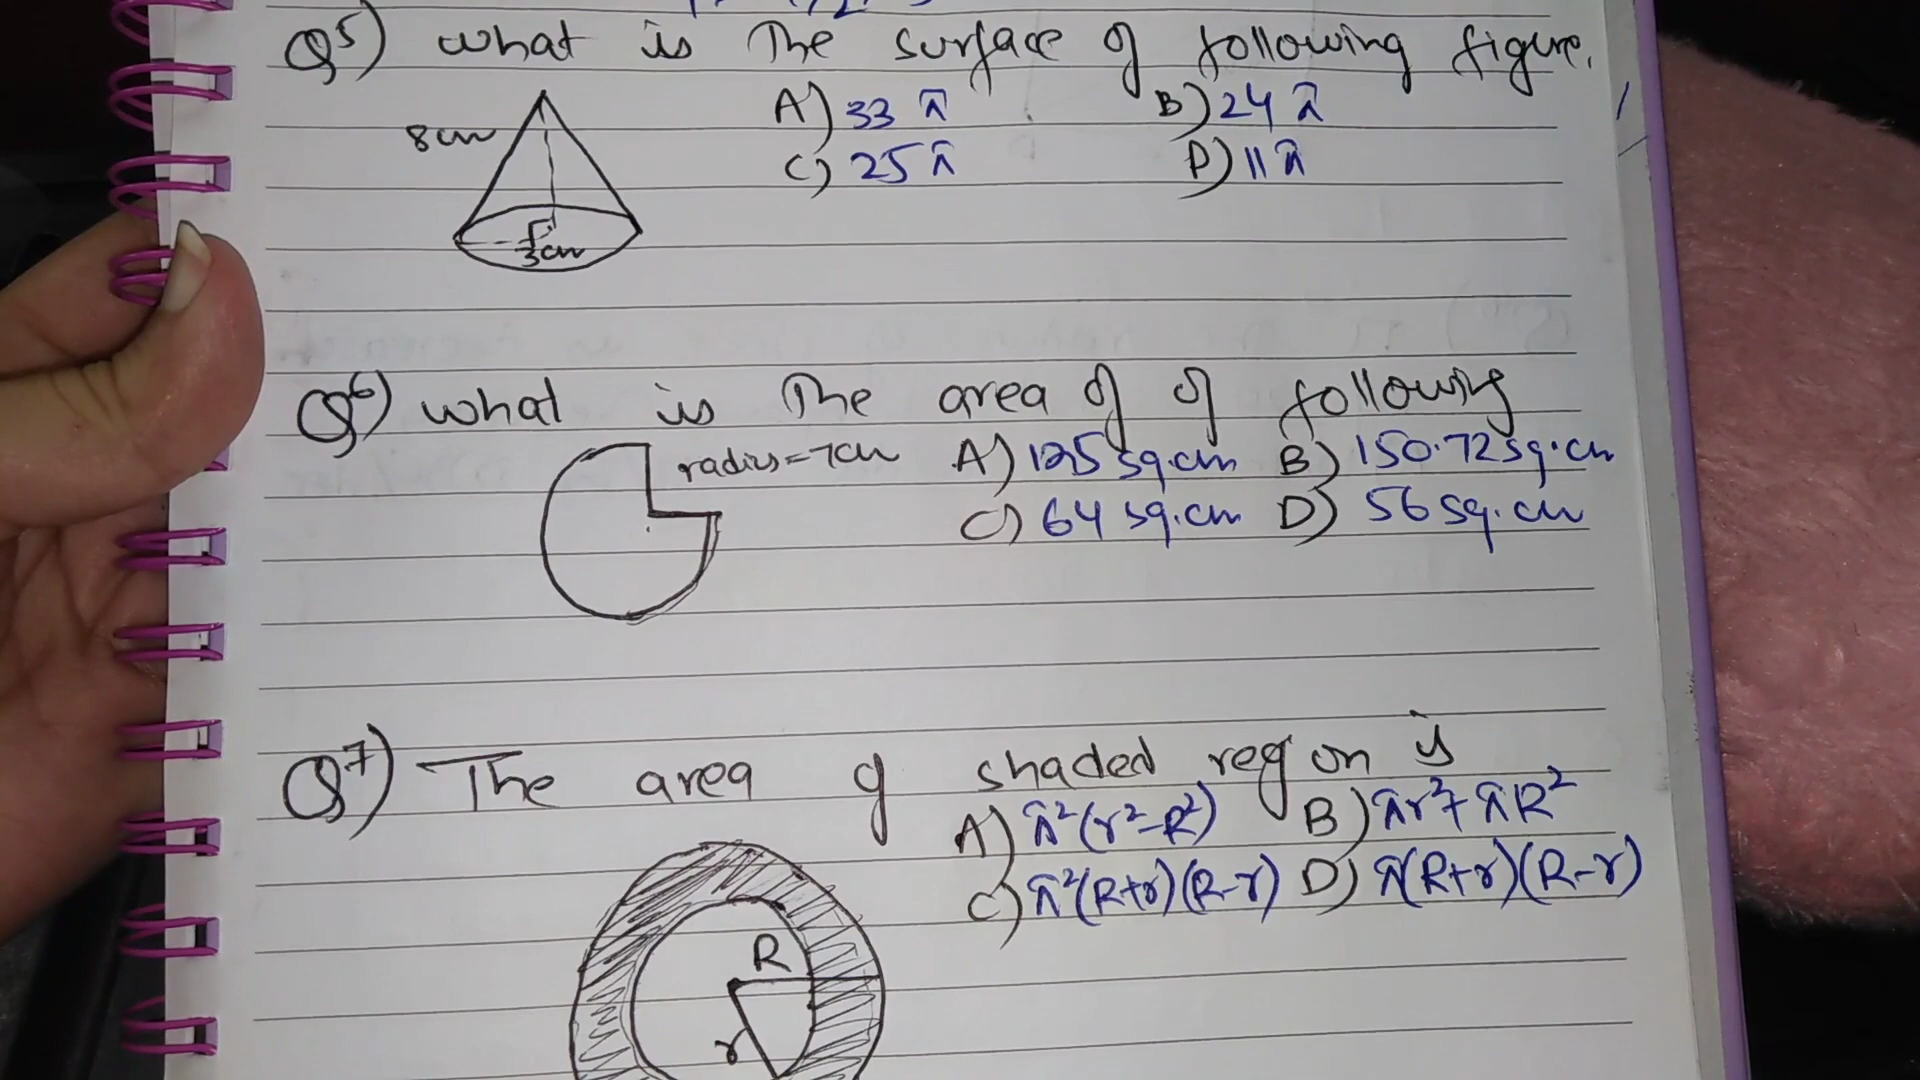 Q5) what is The surface of following figure.
8cm
A) 33 π B) 24 π
C) 25 π D) 11 π
3cm
Q6) what is The area of of following
radius = 7cm A) 125 sq.cm B) 150.72 sq.cm
C) 64 sq.cm D) 56 sq.cm
Q7) The area of shaded region is
A) π²(r²-R²) B) πr²+πR²
C) π²(R+r)(R-r) D) π(R+r)(R-r)
R
r